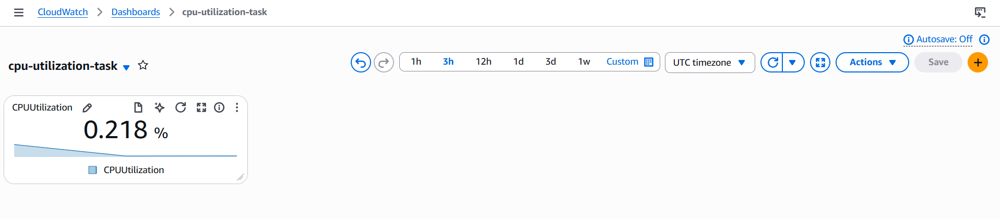 CloudWatch > Dashboards > cpu-utilization-task
Autosave: Off
cpu-utilization-task
1h 3h 12h 1d 3d 1w Custom
UTC timezone
Actions
Save
CPUUtilization
0.218 %
CPUUtilization